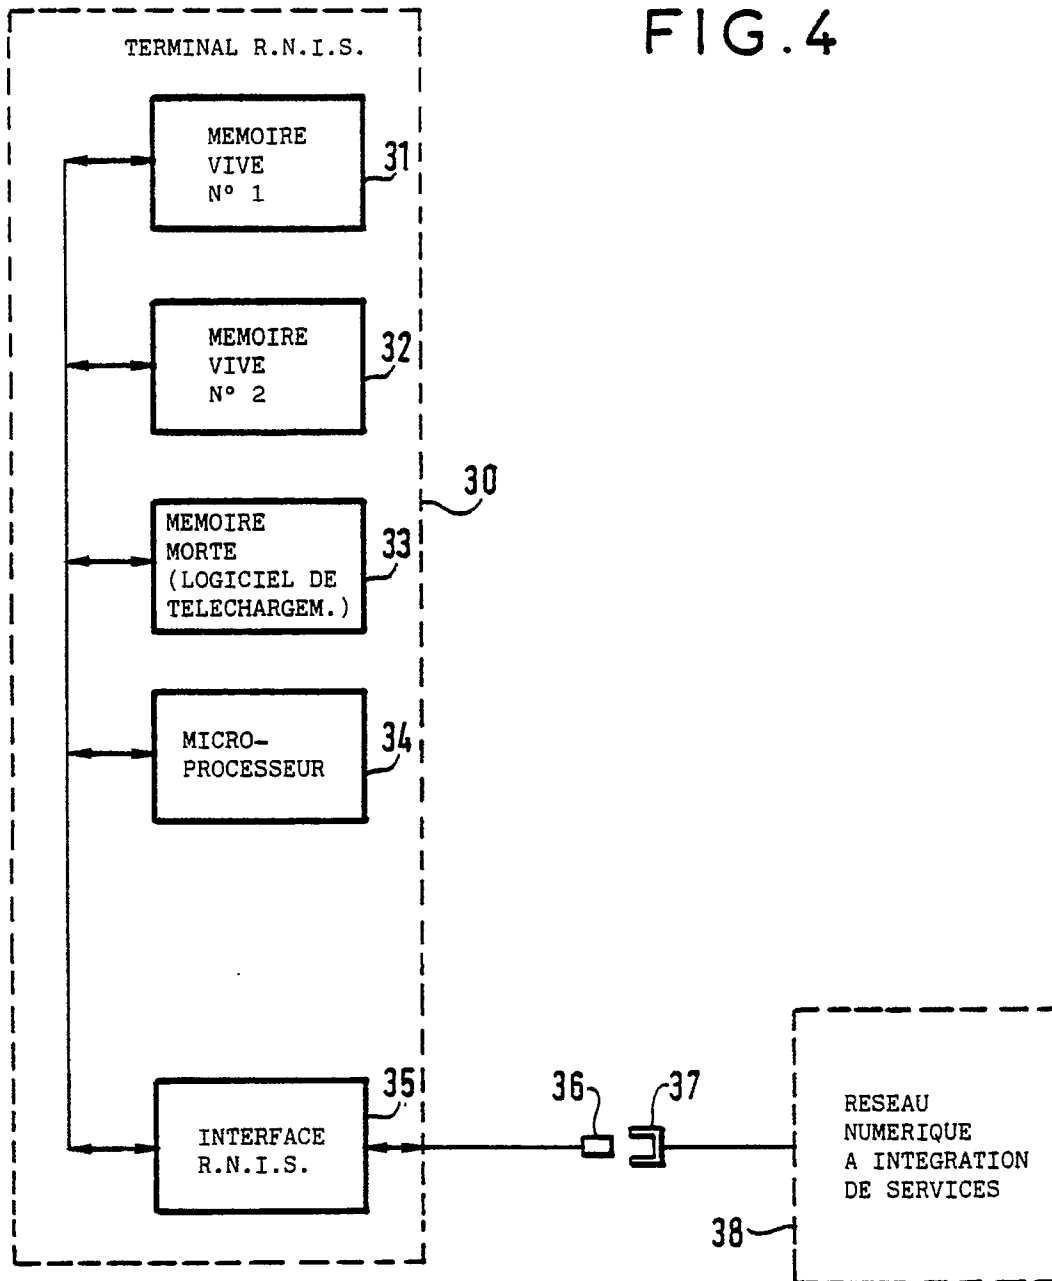 FIG.4
TERMINAL R.N.I.S.
MEMOIRE
VIVE
N° 1
31
MEMOIRE
VIVE
N° 2
32
30
MEMOIRE
MORTE
(LOGICIEL DE
TELECHARGEM.)
33
MICRO-
PROCESSEUR
34
INTERFACE
R.N.I.S.
35
36
37
RESEAU
NUMERIQUE
A INTEGRATION
DE SERVICES
38